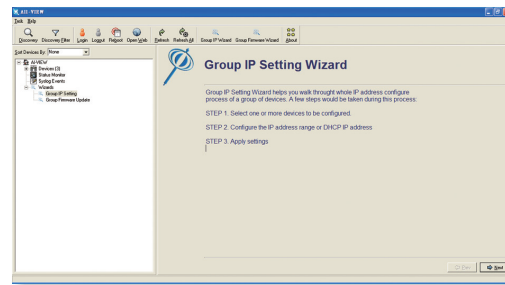 AI-VIEW
Task Help
Discovery Discovery Filter Login Logout Reboot Open Web Refresh Refresh All Group IP Wizard Group Firmware Wizard About
Sort Devices By: None
AI-VIEW
Devices (3)
Status Monitor
Syslog Events
Wizards
Group IP Setting
Group Firmware Update
Group IP Setting Wizard
Group IP Setting Wizard helps you walk throught whole IP address configure
process of a group of devices. A few steps would be taken during this process:
STEP 1. Select one or more devices to be configured.
STEP 2. Configure the IP address range or DHCP IP address
STEP 3. Apply settings
Prev Next